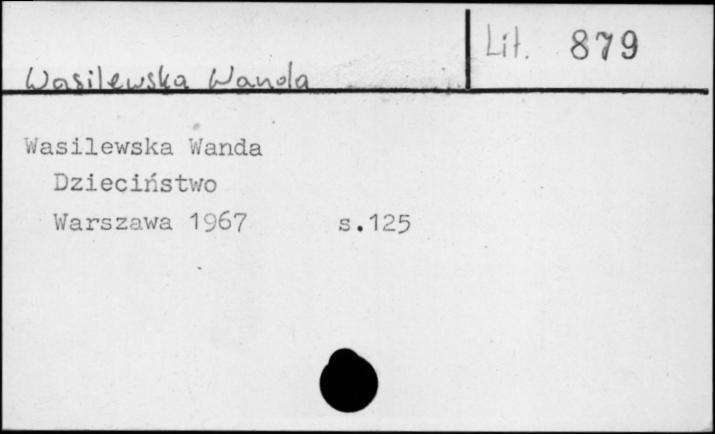 Lit. 879
Wasilewska Wanda
Wasilewska Wanda
Dzieciństwo
Warszawa 1967 s.125